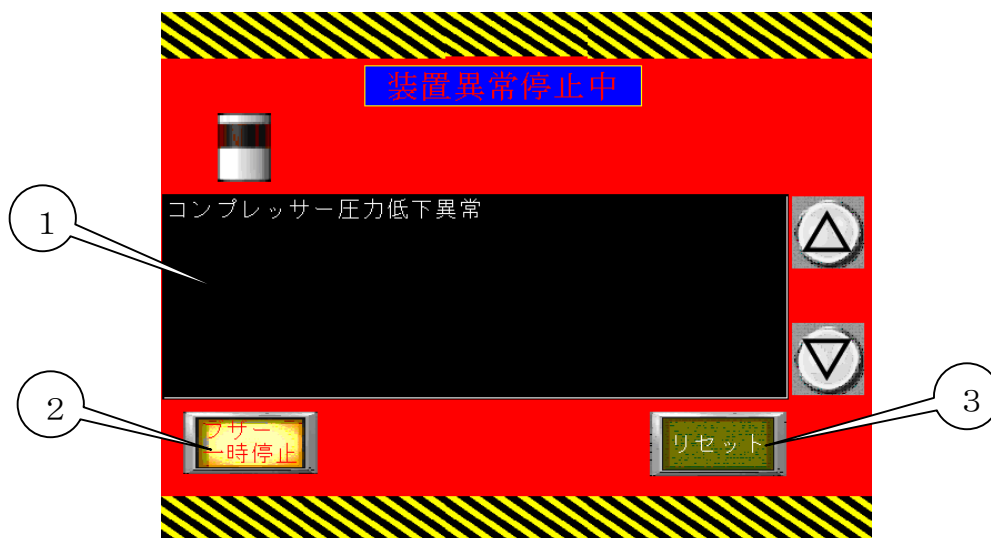 装置異常停止中
コンプレッサー圧力低下異常
1
2
ブザー
一時停止
リセット
3